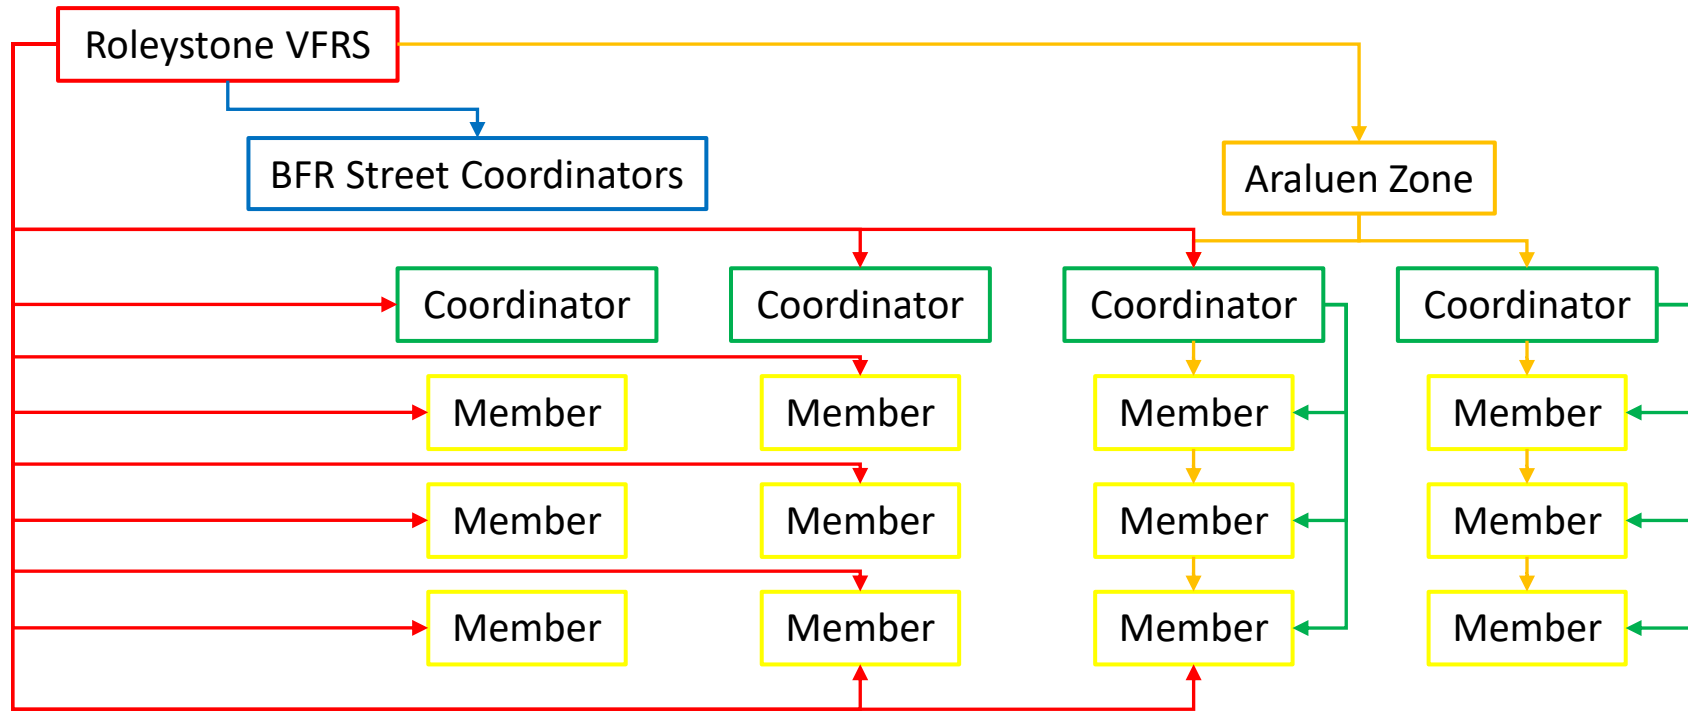 Roleystone VFRS
BFR Street Coordinators
Araluen Zone
Coordinator
Coordinator
Coordinator
Coordinator
Member
Member
Member
Member
Member
Member
Member
Member
Member
Member
Member
Member